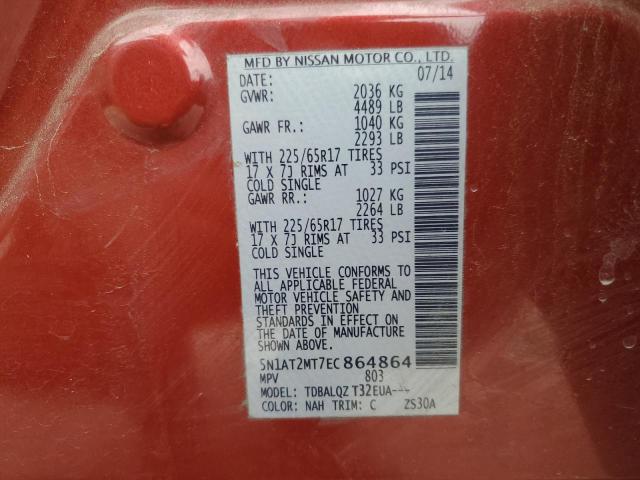 MFD BY NISSAN MOTOR CO., LTD.
DATE: 07/14
GVWR: 2036 KG
4489 LB
GAWR FR.: 1040 KG
2293 LB
WITH 225/65R17 TIRES
17 X 7J RIMS AT 33 PSI
COLD SINGLE
GAWR RR.: 1027 KG
2264 LB
WITH 225/65R17 TIRES
17 X 7J RIMS AT 33 PSI
COLD SINGLE
THIS VEHICLE CONFORMS TO
ALL APPLICABLE FEDERAL
MOTOR VEHICLE SAFETY AND
THEFT PREVENTION
STANDARDS IN EFFECT ON
THE DATE OF MANUFACTURE
SHOWN ABOVE.
5N1AT2MT7EC864864
MPV 803
MODEL: TDBALQZ T32EUA---
COLOR: NAH TRIM: C ZS30A